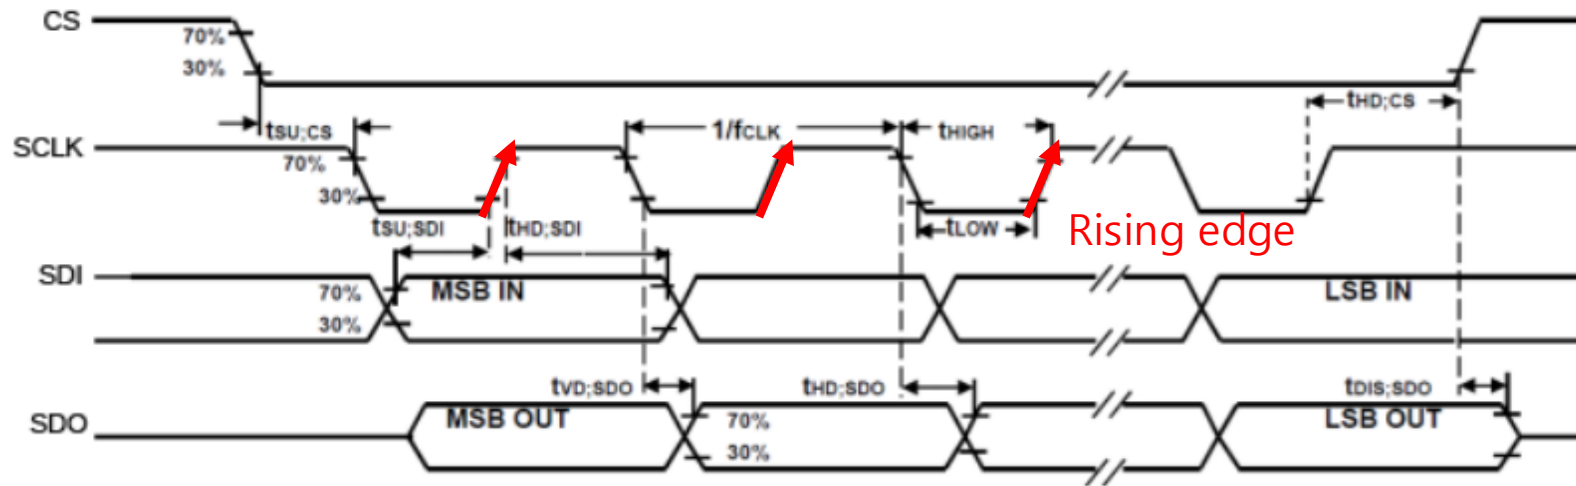 CS
70%
30%
tHD;CS
tSU;CS
1/fCLK
tHIGH
SCLK
70%
30%
tSU;SDI
tHD;SDI
tLOW
Rising edge
SDI
70%
MSB IN
LSB IN
30%
tVD;SDO
tHD;SDO
tDIS;SDO
SDO
MSB OUT
70%
LSB OUT
30%